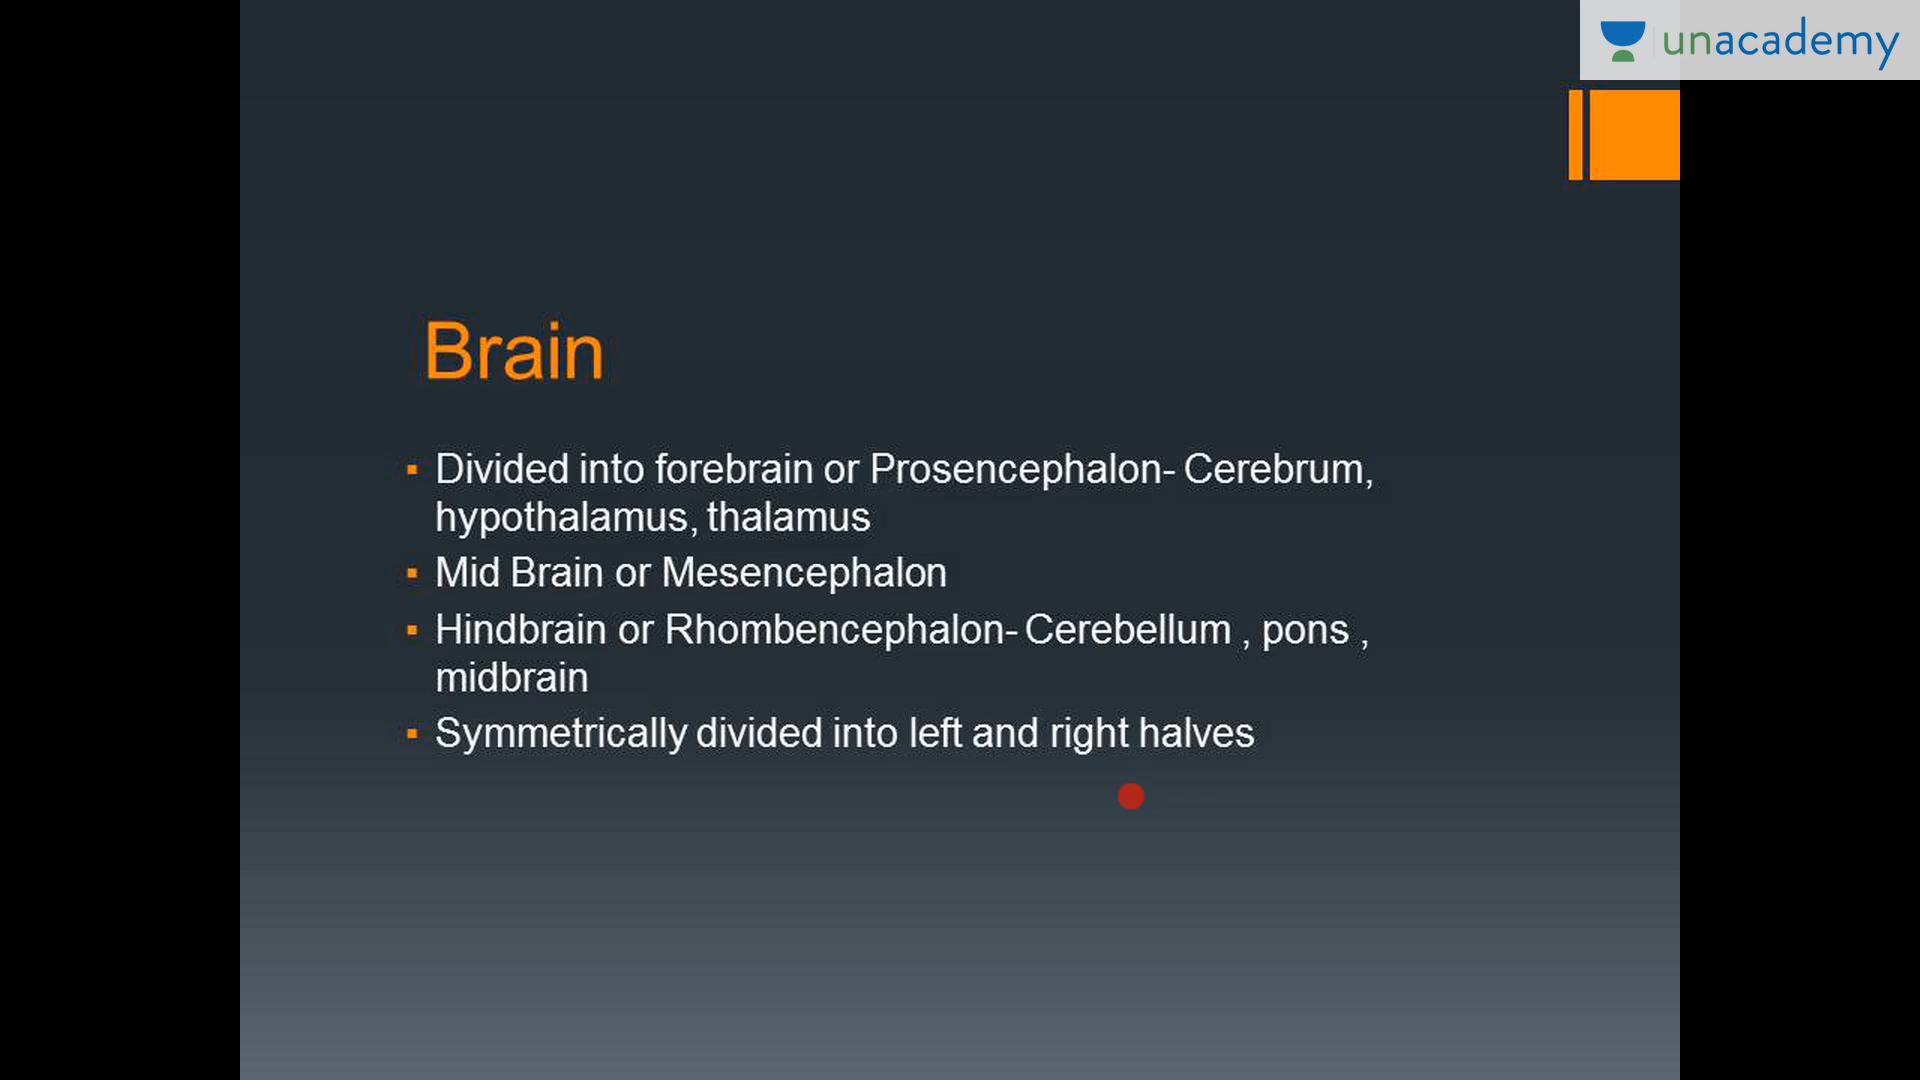 unacademy
Brain
▪ Divided into forebrain or Prosencephalon- Cerebrum,
hypothalamus, thalamus
▪ Mid Brain or Mesencephalon
▪ Hindbrain or Rhombencephalon- Cerebellum , pons ,
midbrain
▪ Symmetrically divided into left and right halves